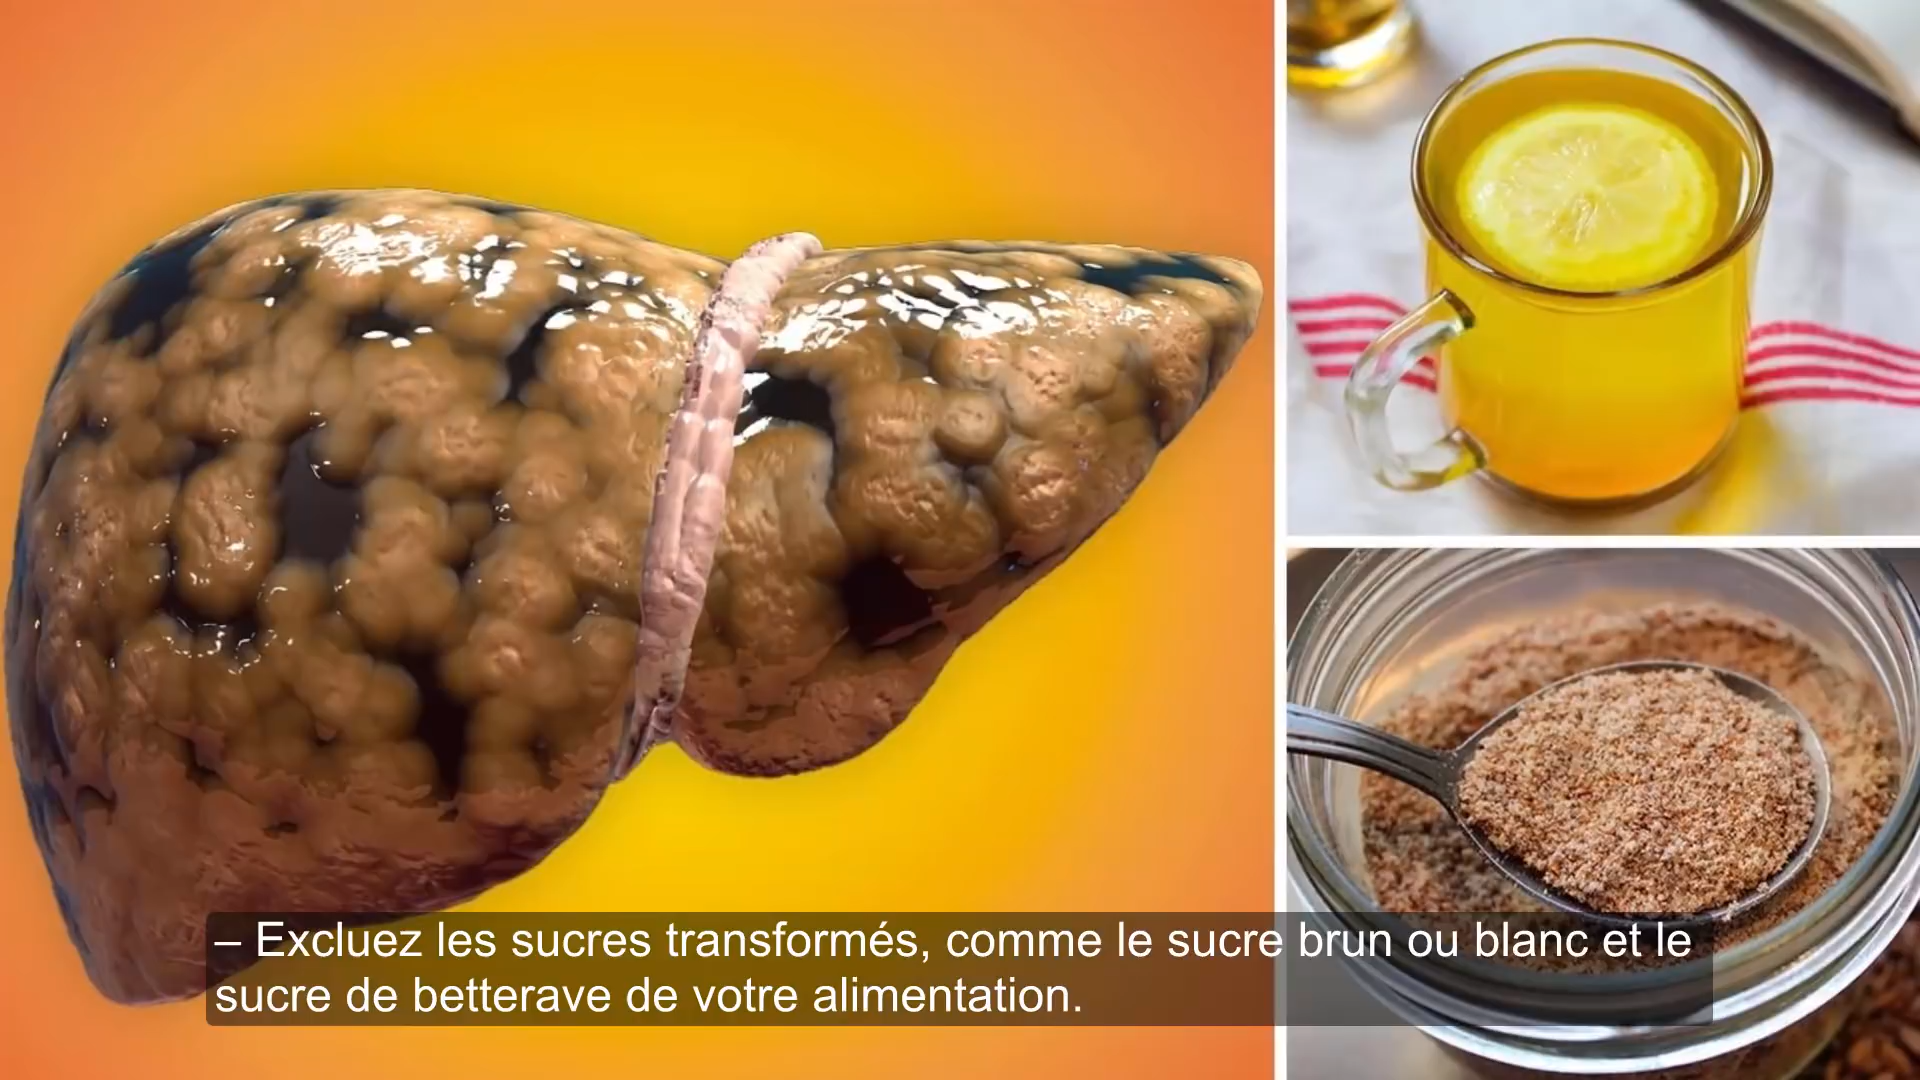 – Excluez les sucres transformés, comme le sucre brun ou blanc et le
sucre de betterave de votre alimentation.